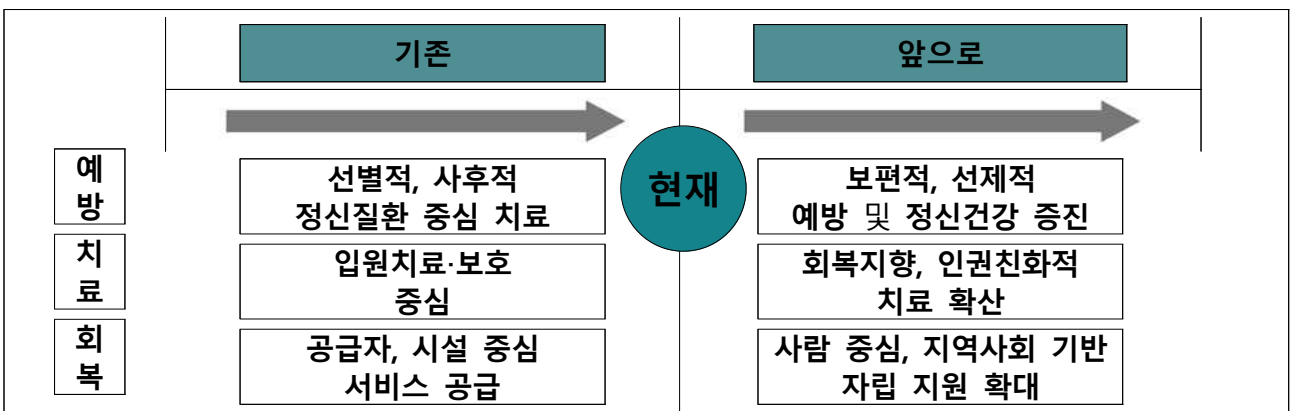 기존
앞으로
현재
예
방
선별적, 사후적
정신질환 중심 치료
보편적, 선제적
예방 및 정신건강 증진
치
료
입원치료·보호
중심
회복지향, 인권친화적
치료 확산
회
복
공급자, 시설 중심
서비스 공급
사람 중심, 지역사회 기반
자립 지원 확대